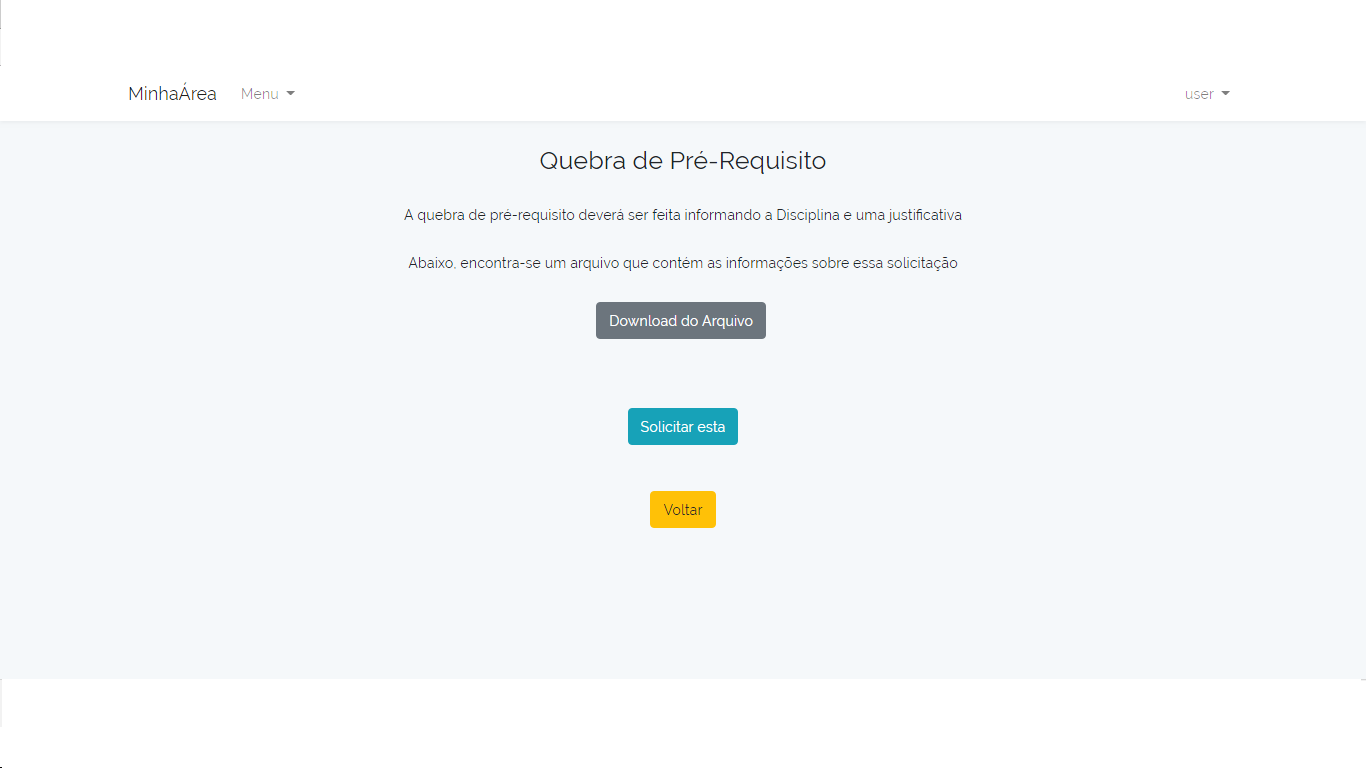 MinhaÁrea Menu user
Quebra de Pré-Requisito
A quebra de pré-requisito deverá ser feita informando a Disciplina e uma justificativa
Abaixo, encontra-se um arquivo que contém as informações sobre essa solicitação
Download do Arquivo
Solicitar esta
Voltar